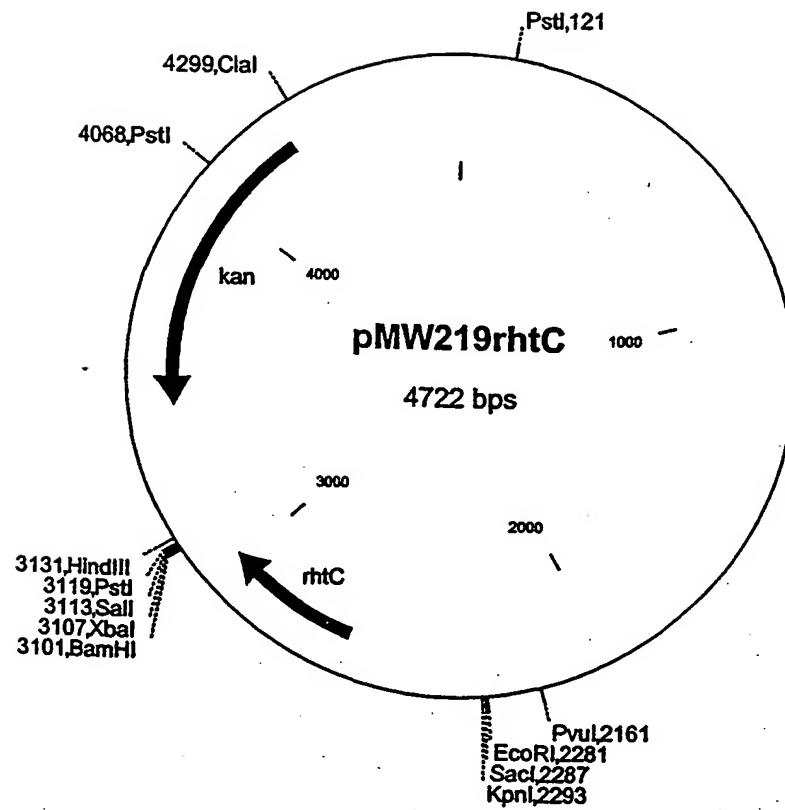 PstI,121
4299,ClaI
4068,PstI
kan
4000
pMW219rhtC
1000
4722 bps
3000
2000
3131,HindIII
3119,PstI
3113,SalI
3107,XbaI
3101,BamHI
rhtC
PvuI,2161
EcoRI,2281
SacI,2287
KpnI,2293